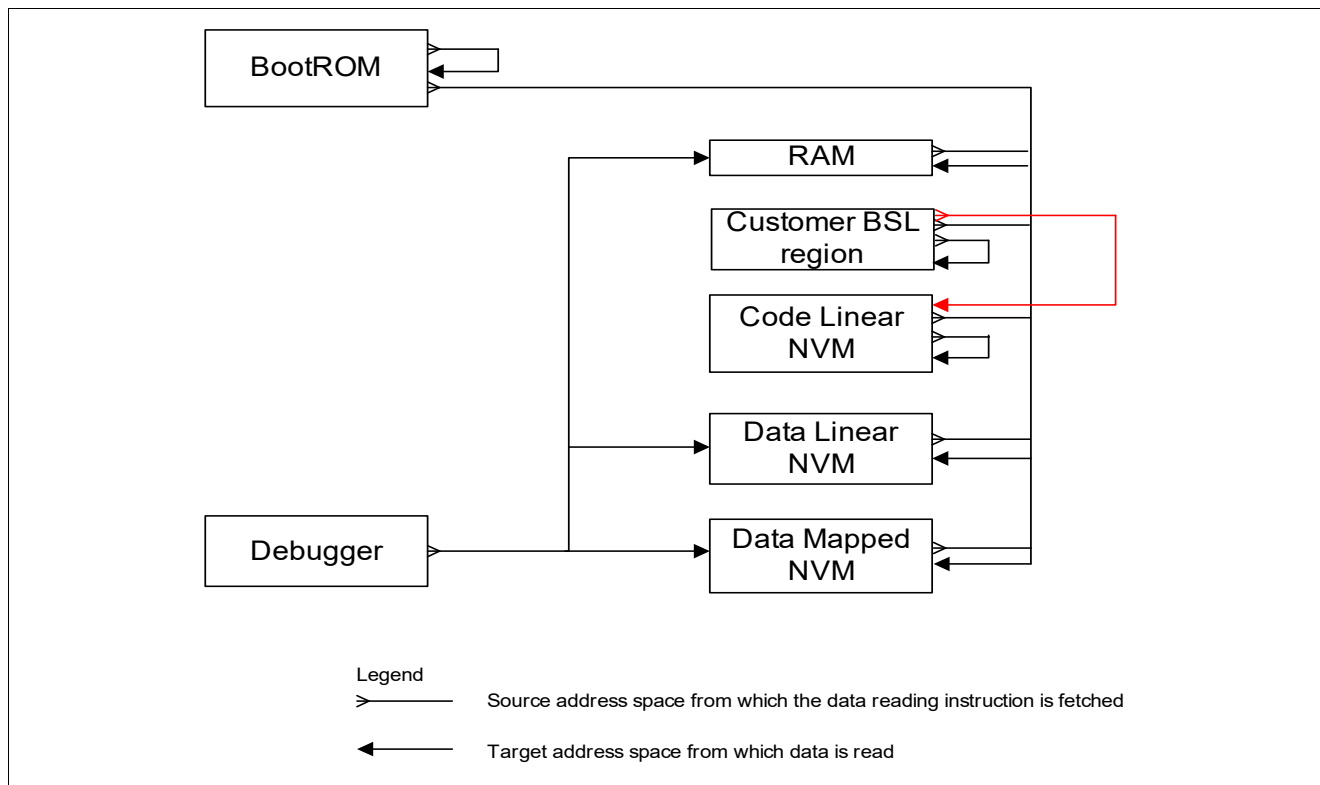 BootROM
RAM
Customer BSL
region
Code Linear
NVM
Data Linear
NVM
Debugger
Data Mapped
NVM
Legend
Source address space from which the data reading instruction is fetched
Target address space from which data is read